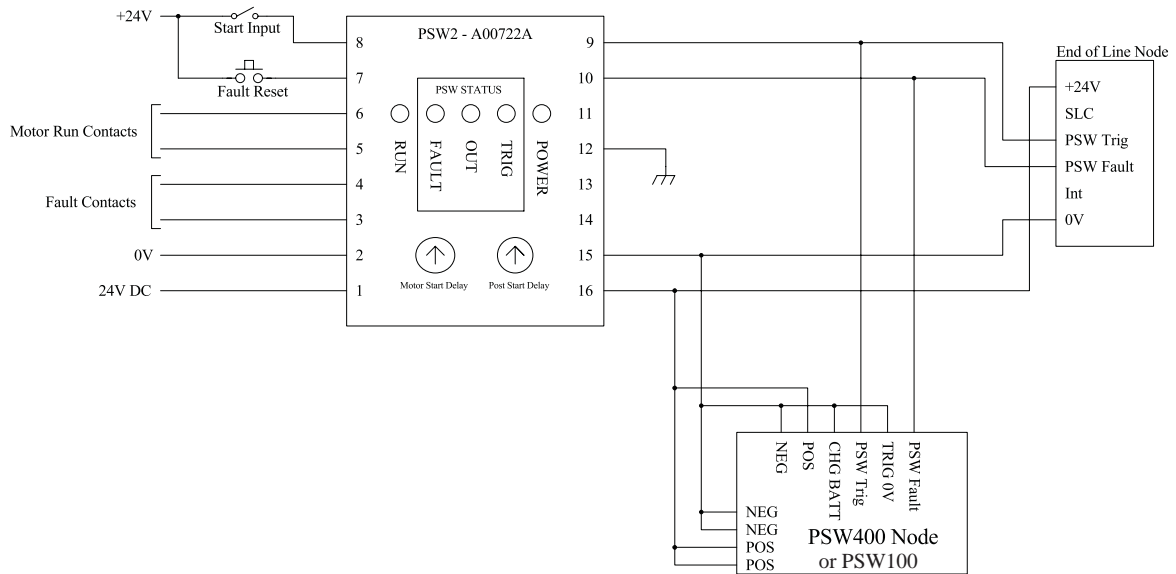 +24V
Start Input
Fault Reset
Motor Run Contacts
Fault Contacts
0V
24V DC
PSW2 - A00722A
8
7
6
5
4
3
2
1
PSW STATUS
RUN
FAULT
OUT
TRIG
POWER
Motor Start Delay
Post Start Delay
9
10
11
12
13
14
15
16
End of Line Node
+24V
SLC
PSW Trig
PSW Fault
Int
0V
NEG
POS
CHG BATT
PSW Trig
TRIG 0V
PSW Fault
NEG
NEG
POS
POS
PSW400 Node
or PSW100